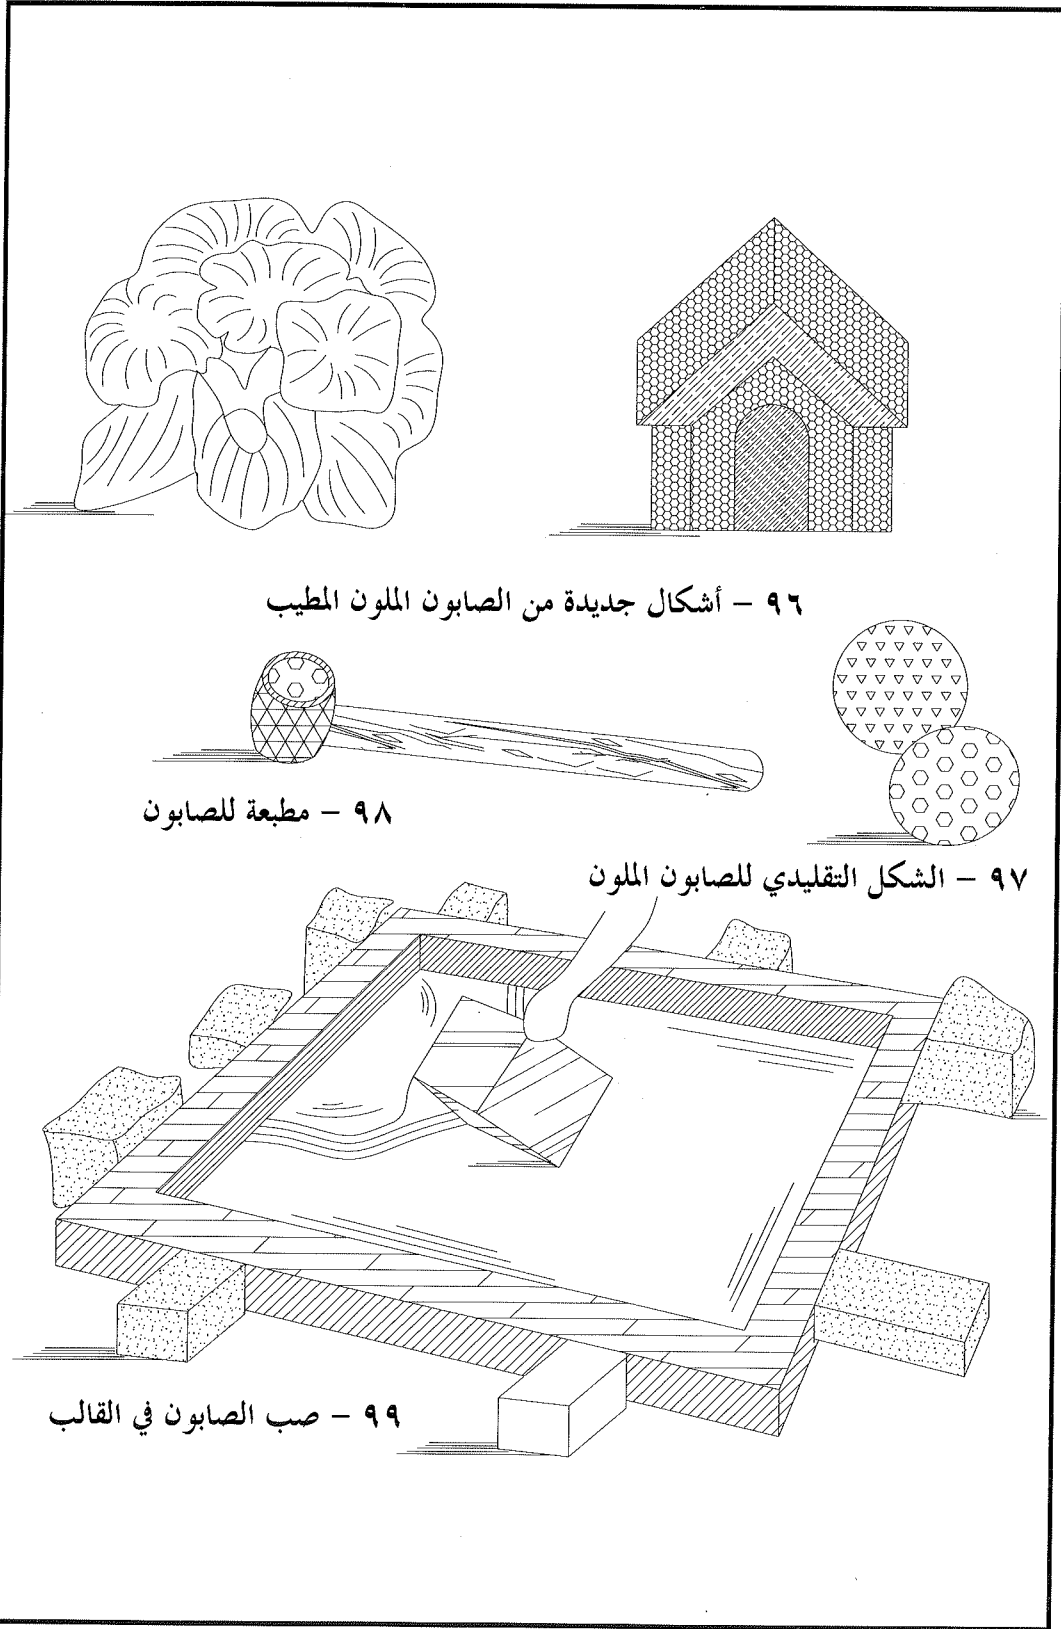 ٩٦ – أشكال جديدة من الصابون الملون المطيب
٩٨ – مطبعة للصابون
٩٧ – الشكل التقليدي للصابون الملون
٩٩ – صب الصابون في القالب